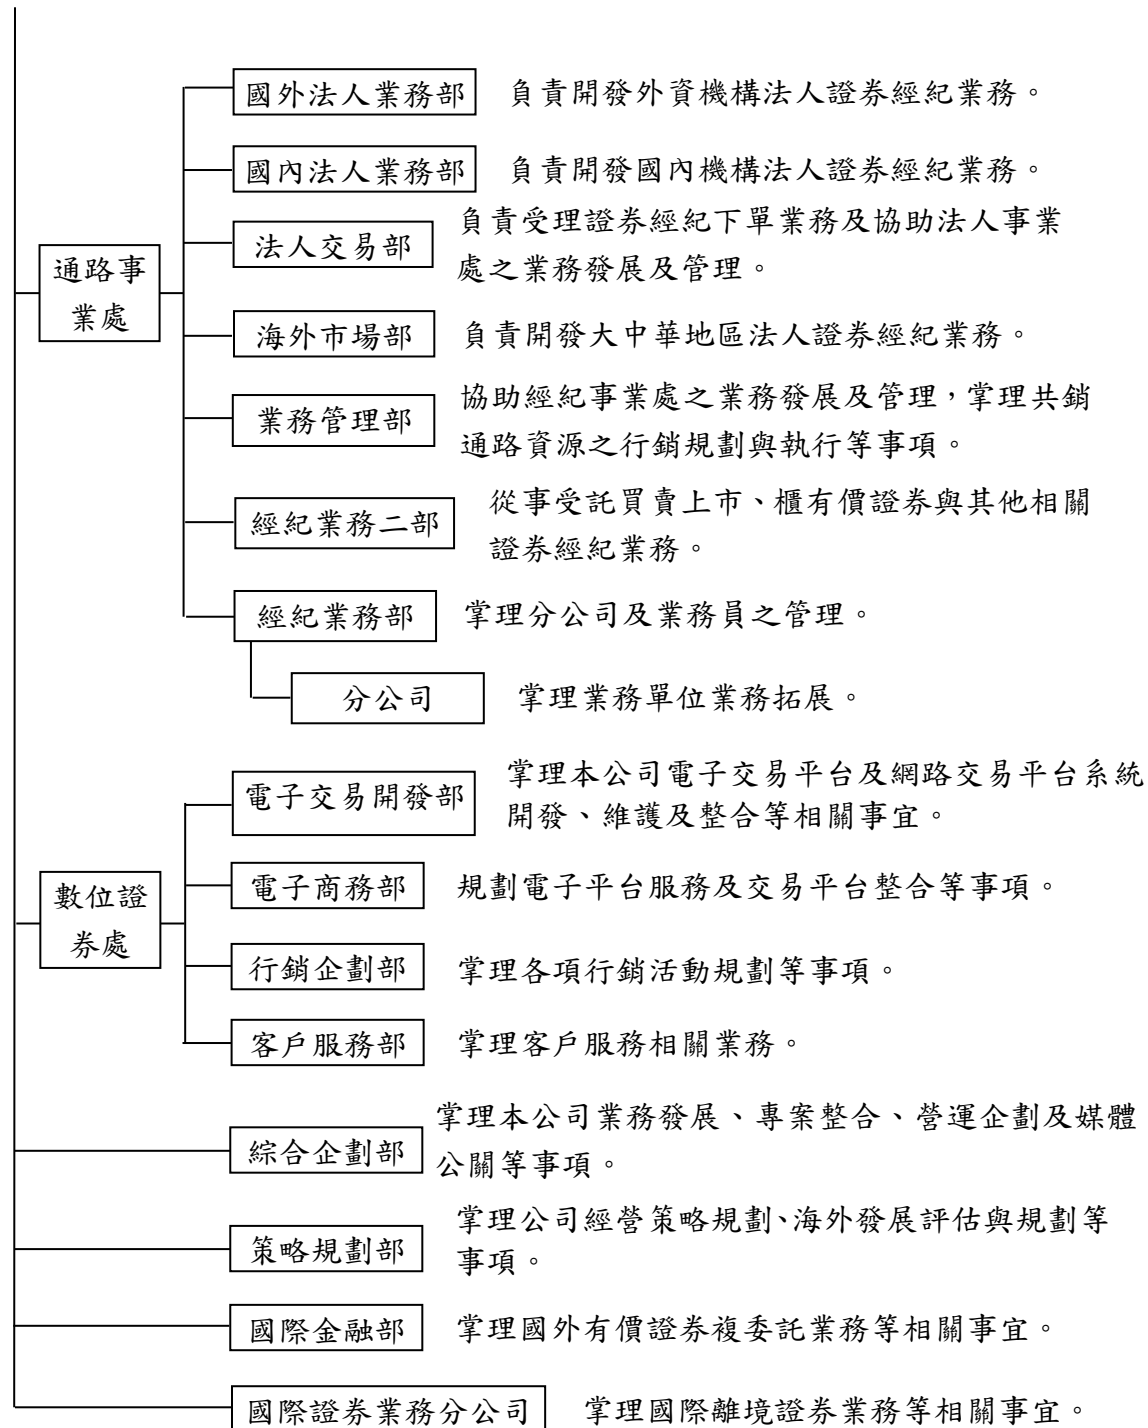 國外法人業務部 負責開發外資機構法人證券經紀業務。
國內法人業務部 負責開發國內機構法人證券經紀業務。
法人交易部 負責受理證券經紀下單業務及協助法人事業
處之業務發展及管理。
通路事
業處
海外市場部 負責開發大中華地區法人證券經紀業務。
業務管理部 協助經紀事業處之業務發展及管理，掌理共銷
通路資源之行銷規劃與執行等事項。
經紀業務二部 從事受託買賣上市、櫃有價證券與其他相關
證券經紀業務。
經紀業務部 掌理分公司及業務員之管理。
分公司 掌理業務單位業務拓展。
電子交易開發部 掌理本公司電子交易平台及網路交易平台系統
開發、維護及整合等相關事宜。
數位證
券處
電子商務部 規劃電子平台服務及交易平台整合等事項。
行銷企劃部 掌理各項行銷活動規劃等事項。
客戶服務部 掌理客戶服務相關業務。
綜合企劃部 掌理本公司業務發展、專案整合、營運企劃及媒體
公關等事項。
策略規劃部 掌理公司經營策略規劃、海外發展評估與規劃等
事項。
國際金融部 掌理國外有價證券複委託業務等相關事宜。
國際證券業務分公司 掌理國際離境證券業務等相關事宜。